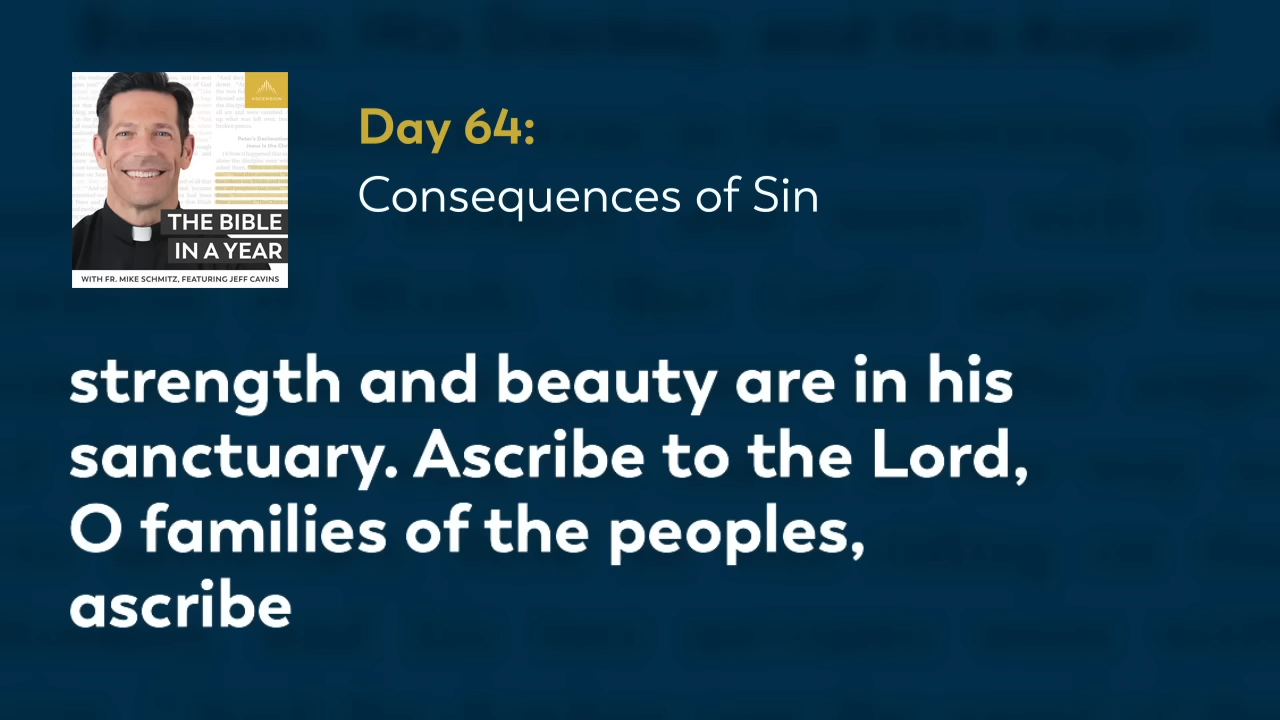 ASCENSION
THE BIBLE
IN A YEAR
WITH FR. MIKE SCHMITZ, FEATURING JEFF CAVINS
Day 64:
Consequences of Sin
strength and beauty are in his
sanctuary. Ascribe to the Lord,
O families of the peoples,
ascribe